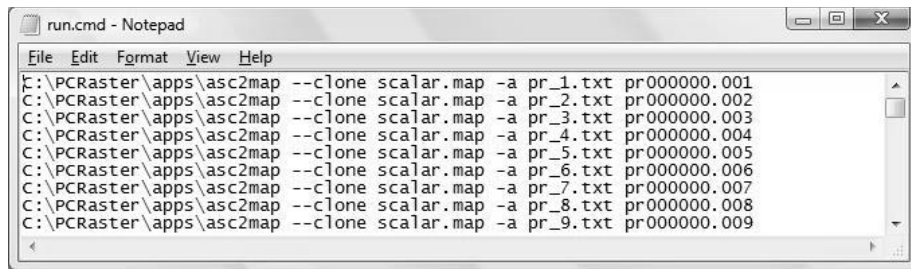 run.cmd - Notepad
File Edit Format View Help
C:\PCRaster\apps\asc2map --clone scalar.map -a pr_1.txt pr000000.001
C:\PCRaster\apps\asc2map --clone scalar.map -a pr_2.txt pr000000.002
C:\PCRaster\apps\asc2map --clone scalar.map -a pr_3.txt pr000000.003
C:\PCRaster\apps\asc2map --clone scalar.map -a pr_4.txt pr000000.004
C:\PCRaster\apps\asc2map --clone scalar.map -a pr_5.txt pr000000.005
C:\PCRaster\apps\asc2map --clone scalar.map -a pr_6.txt pr000000.006
C:\PCRaster\apps\asc2map --clone scalar.map -a pr_7.txt pr000000.007
C:\PCRaster\apps\asc2map --clone scalar.map -a pr_8.txt pr000000.008
C:\PCRaster\apps\asc2map --clone scalar.map -a pr_9.txt pr000000.009